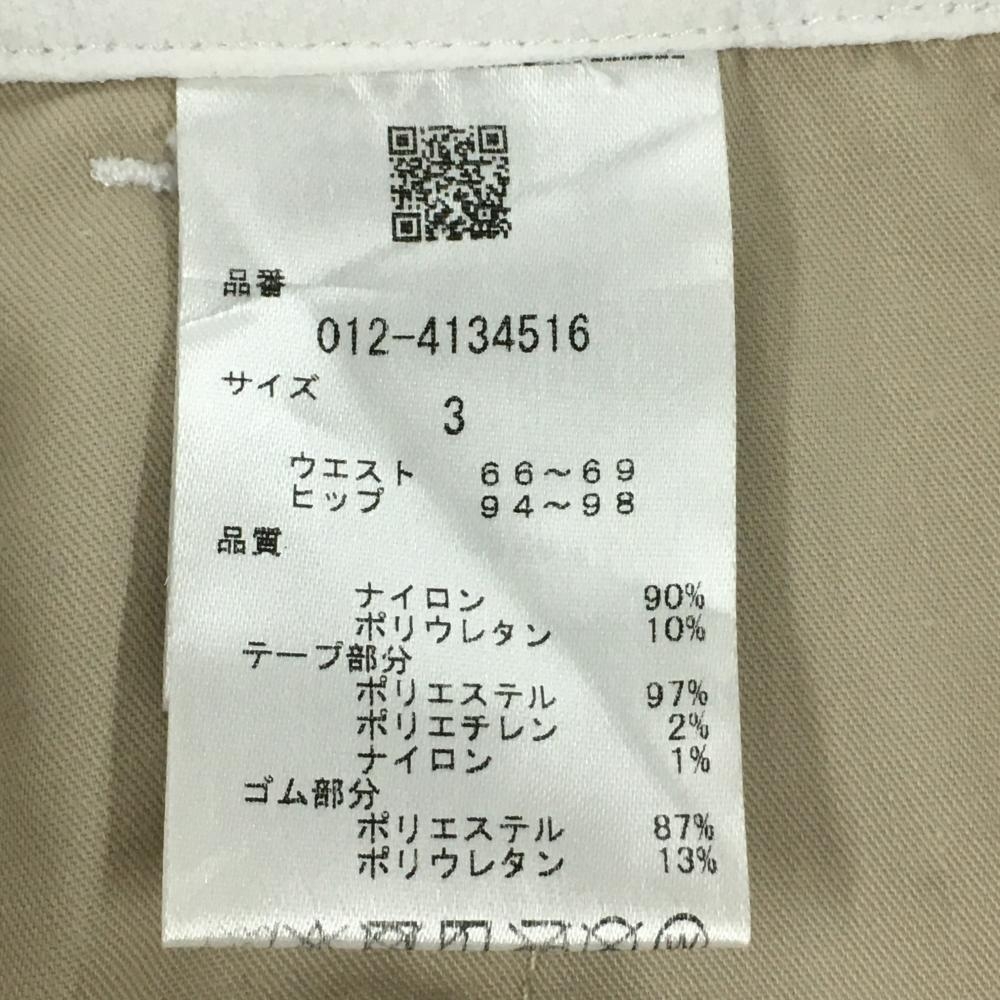 品番
012-4134516
サイズ
3
ウエスト 66～69
ヒップ 94～98
品質
ナイロン 90%
ポリウレタン 10%
テープ部分
ポリエステル 97%
ポリエチレン 2%
ナイロン 1%
ゴム部分
ポリエステル 87%
ポリウレタン 13%